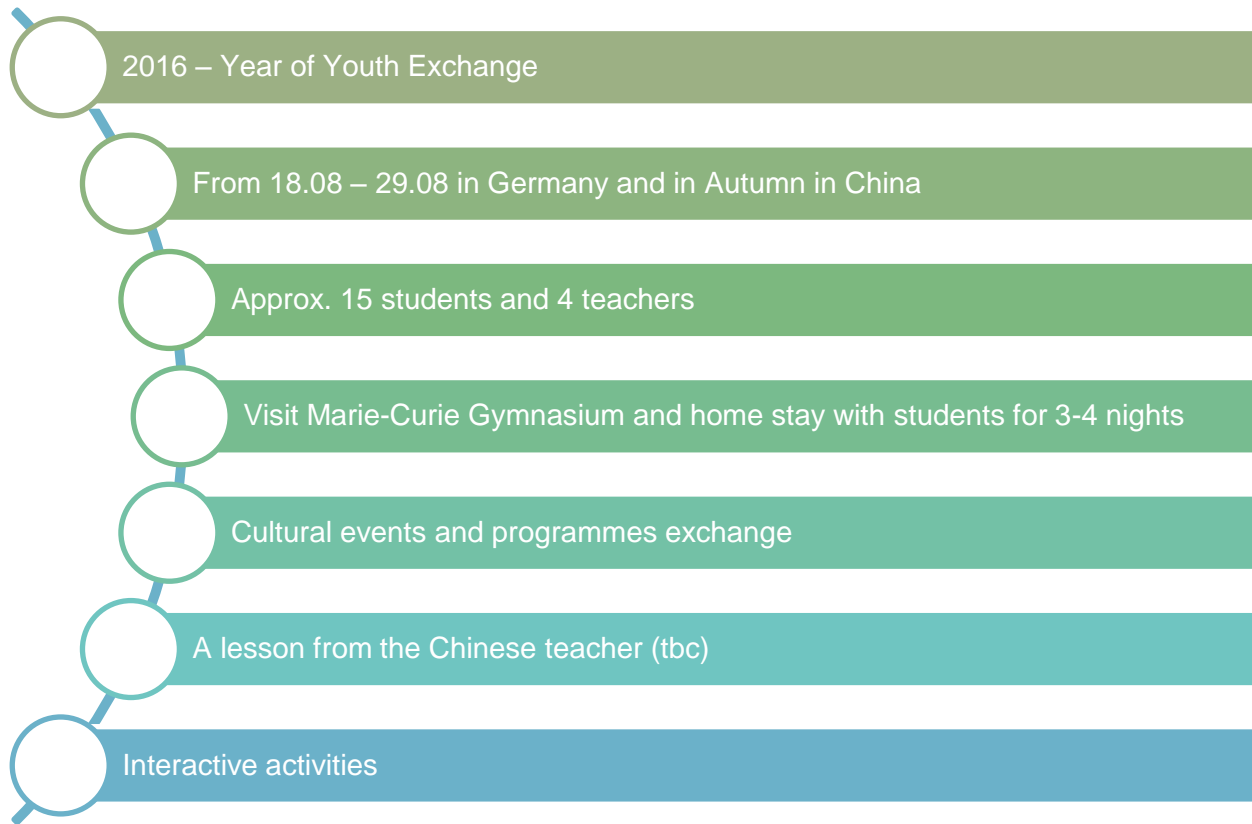 2016 – Year of Youth Exchange
From 18.08 – 29.08 in Germany and in Autumn in China
Approx. 15 students and 4 teachers
Visit Marie-Curie Gymnasium and home stay with students for 3-4 nights
Cultural events and programmes exchange
A lesson from the Chinese teacher (tbc)
Interactive activities